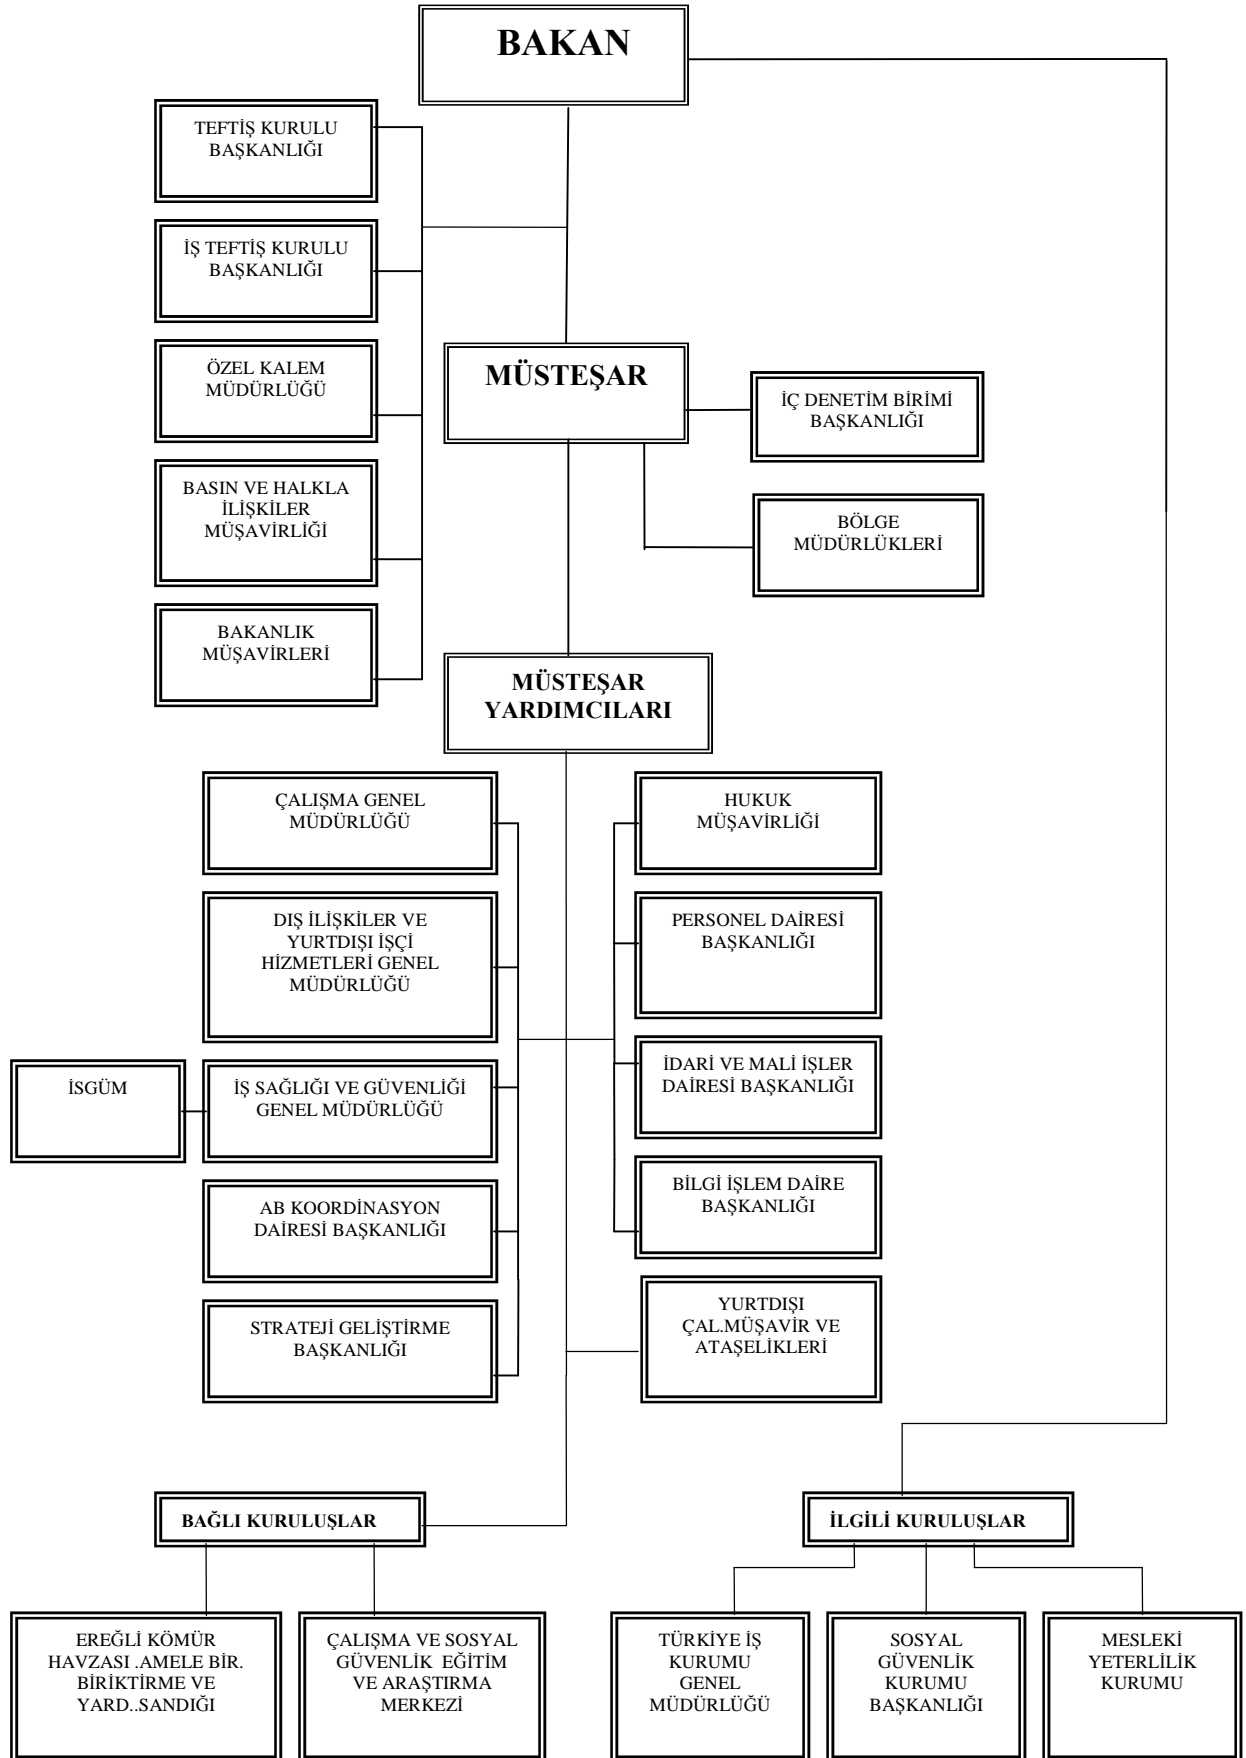 BAKAN
TEFTİŞ KURULU
BAŞKANLIĞI
İŞ TEFTİŞ KURULU
BAŞKANLIĞI
ÖZEL KALEM
MÜDÜRLÜĞÜ
BASIN VE HALKLA
İLİŞKİLER
MÜŞAVİRLİĞİ
BAKANLIK
MÜŞAVİRLERİ
MÜSTEŞAR
İÇ DENETİM BİRİMİ
BAŞKANLIĞI
BÖLGE
MÜDÜRLÜKLERİ
MÜSTEŞAR
YARDIMCILARI
ÇALIŞMA GENEL
MÜDÜRLÜĞÜ
DIŞ İLİŞKİLER VE
YURTDIŞI İŞÇİ
HİZMETLERİ GENEL
MÜDÜRLÜĞÜ
İSGÜM
İŞ SAĞLIĞI VE GÜVENLİĞİ
GENEL MÜDÜRLÜĞÜ
AB KOORDİNASYON
DAİRESİ BAŞKANLIĞI
STRATEJİ GELİŞTİRME
BAŞKANLIĞI
HUKUK
MÜŞAVİRLİĞİ
PERSONEL DAİRESİ
BAŞKANLIĞI
İDARİ VE MALİ İŞLER
DAİRESİ BAŞKANLIĞI
BİLGİ İŞLEM DAİRE
BAŞKANLIĞI
YURTDIŞI
ÇAL.MÜŞAVİR VE
ATAŞELİKLERİ
BAĞLI KURULUŞLAR
EREĞLİ KÖMÜR
HAVZASI .AMELE BİR.
BİRİKTİRME VE
YARD..SANDIĞI
ÇALIŞMA VE SOSYAL
GÜVENLİK EĞİTİM
VE ARAŞTIRMA
MERKEZİ
İLGİLİ KURULUŞLAR
TÜRKİYE İŞ
KURUMU
GENEL
MÜDÜRLÜĞÜ
SOSYAL
GÜVENLİK
KURUMU
BAŞKANLIĞI
MESLEKİ
YETERLİLİK
KURUMU